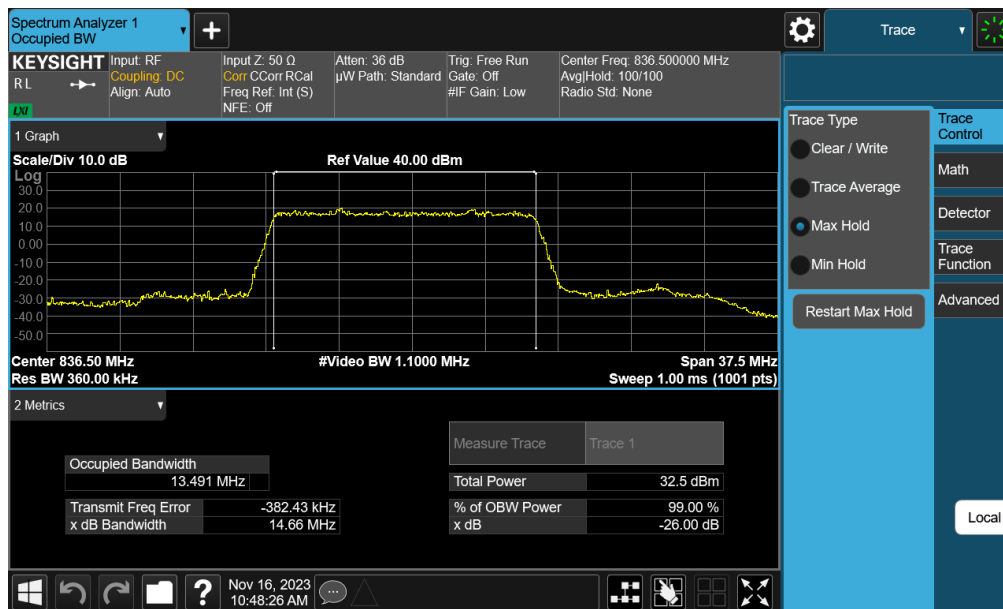 Spectrum Analyzer 1
Occupied BW
+
Trace
KEYSIGHT
R L
LXI
Input: RF
Coupling: DC
Align: Auto
Input Z: 50 Ω
Corr CCorr RCal
Freq Ref: Int (S)
NFE: Off
Atten: 36 dB
µW Path: Standard
Trig: Free Run
Gate: Off
#IF Gain: Low
Center Freq: 836.500000 MHz
Avg|Hold: 100/100
Radio Std: None
1 Graph
Scale/Div 10.0 dB
Ref Value 40.00 dBm
Log
30.0
20.0
10.0
0.00
-10.0
-20.0
-30.0
-40.0
-50.0
Center 836.50 MHz
#Video BW 1.1000 MHz
Span 37.5 MHz
Res BW 360.00 kHz
Sweep 1.00 ms (1001 pts)
2 Metrics
Measure Trace
Trace 1
Occupied Bandwidth
13.491 MHz
Total Power
32.5 dBm
Transmit Freq Error
-382.43 kHz
% of OBW Power
99.00 %
x dB Bandwidth
14.66 MHz
x dB
-26.00 dB
Trace Type
Clear / Write
Trace Average
Max Hold
Min Hold
Restart Max Hold
Trace
Control
Math
Detector
Trace
Function
Advanced
Local
?
Nov 16, 2023
10:48:26 AM